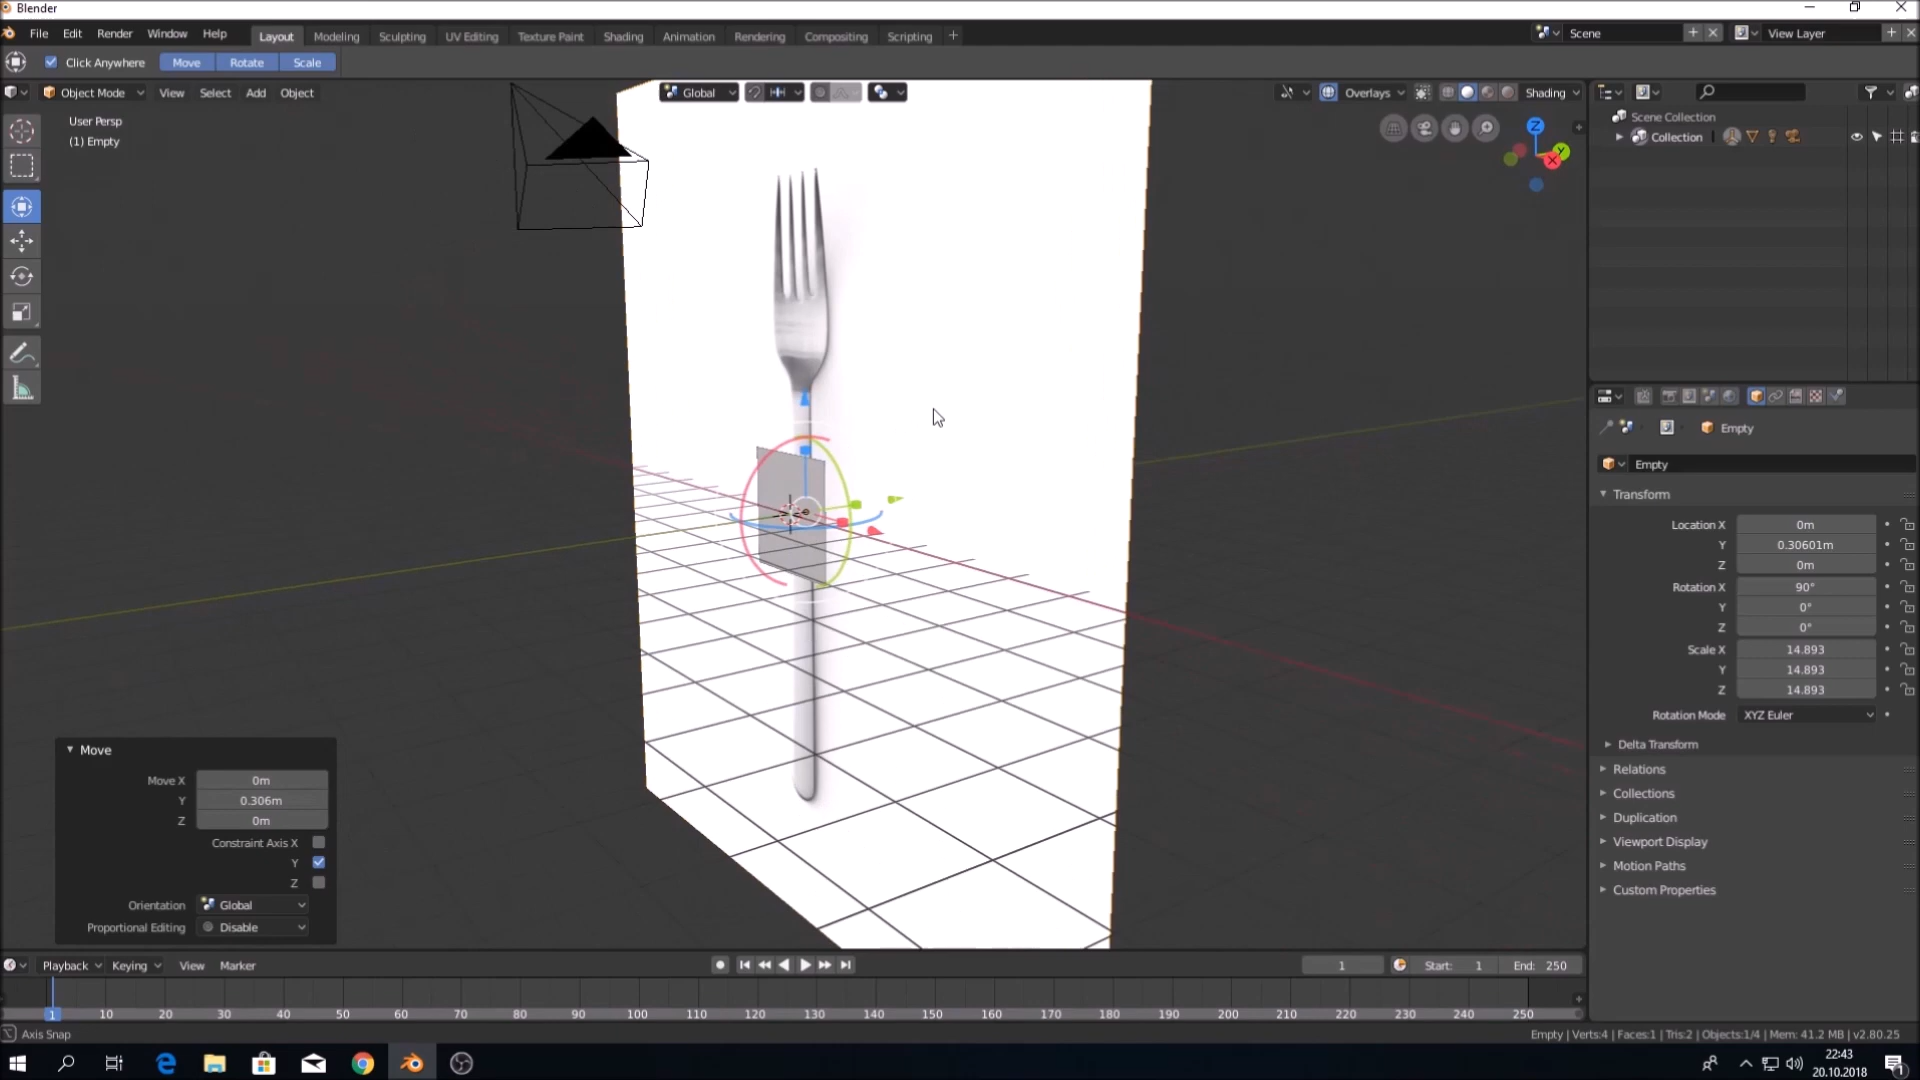 Blender
File Edit Render Window Help Layout Modeling Sculpting UV Editing Texture Paint Shading Animation Rendering Compositing Scripting + Scene View Layer
Click Anywhere Move Rotate Scale
Object Mode View Select Add Object Global Overlays Shading
User Persp
(1) Empty
Z
Y
X
Scene Collection
Collection
Empty
Empty
Transform
Location X 0m
Y 0.30601m
Z 0m
Rotation X 90°
Y 0°
Z 0°
Scale X 14.893
Y 14.893
Z 14.893
Rotation Mode XYZ Euler
Delta Transform
Relations
Collections
Duplication
Viewport Display
Motion Paths
Custom Properties
Move
Move X 0m
Y 0.306m
Z 0m
Constraint Axis X
Y
Z
Orientation Global
Proportional Editing Disable
Playback Keying View Marker 1 Start: 1 End: 250
1 10 20 30 40 50 60 70 80 90 100 110 120 130 140 150 160 170 180 190 200 210 220 230 240 250
Axis Snap Empty | Verts:4 | Faces:1 | Tris:2 | Objects:1/4 | Mem: 41.2 MB | v2.80.25
22:43
20.10.2018
1